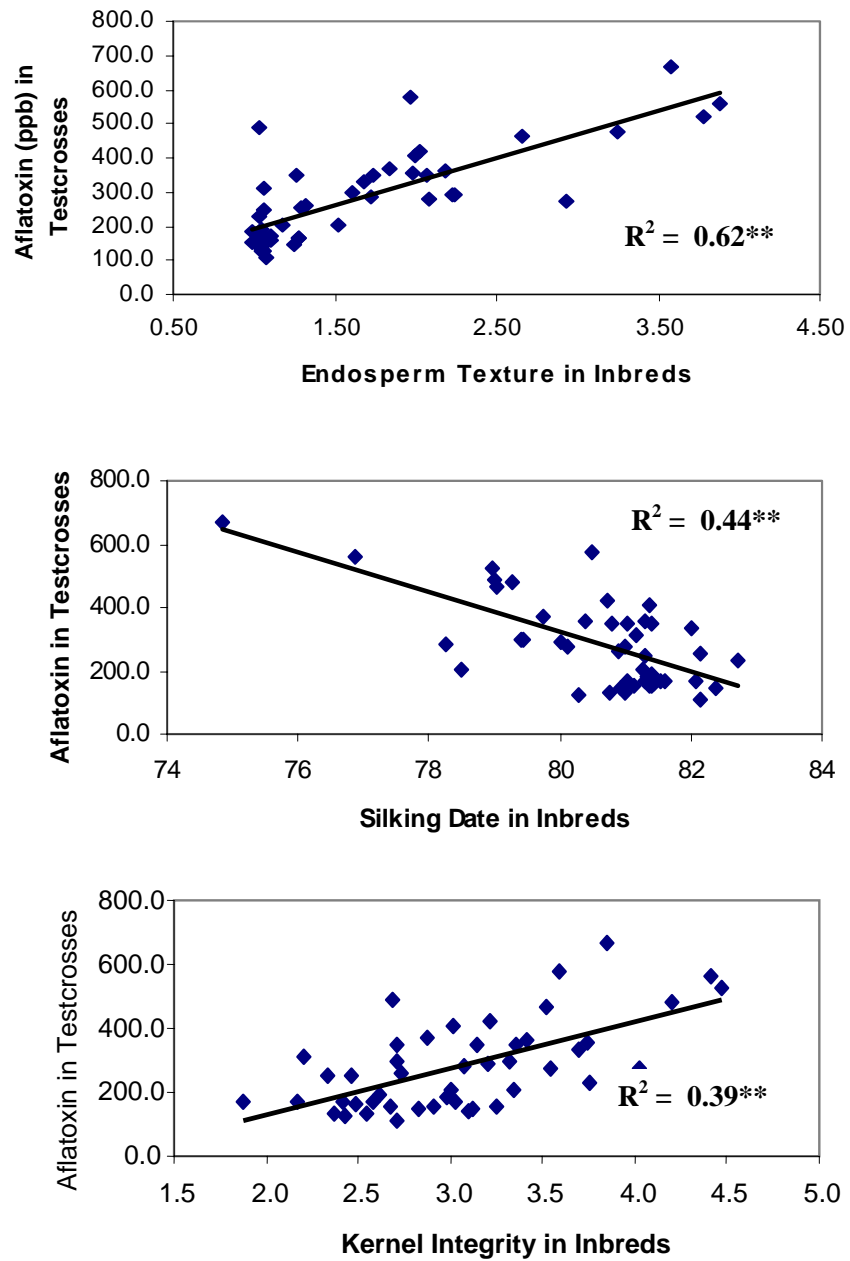 800.0
700.0
600.0
500.0
400.0
300.0
200.0
100.0
0.0
Aflatoxin (ppb) in
Testcrosses
R² = 0.62**
0.50 1.50 2.50 3.50 4.50
Endosperm Texture in Inbreds
800.0
600.0
400.0
200.0
0.0
Aflatoxin in Testcrosses
R² = 0.44**
74 76 78 80 82 84
Silking Date in Inbreds
800.0
600.0
400.0
200.0
0.0
Aflatoxin in Testcrosses
R² = 0.39**
1.5 2.0 2.5 3.0 3.5 4.0 4.5 5.0
Kernel Integrity in Inbreds